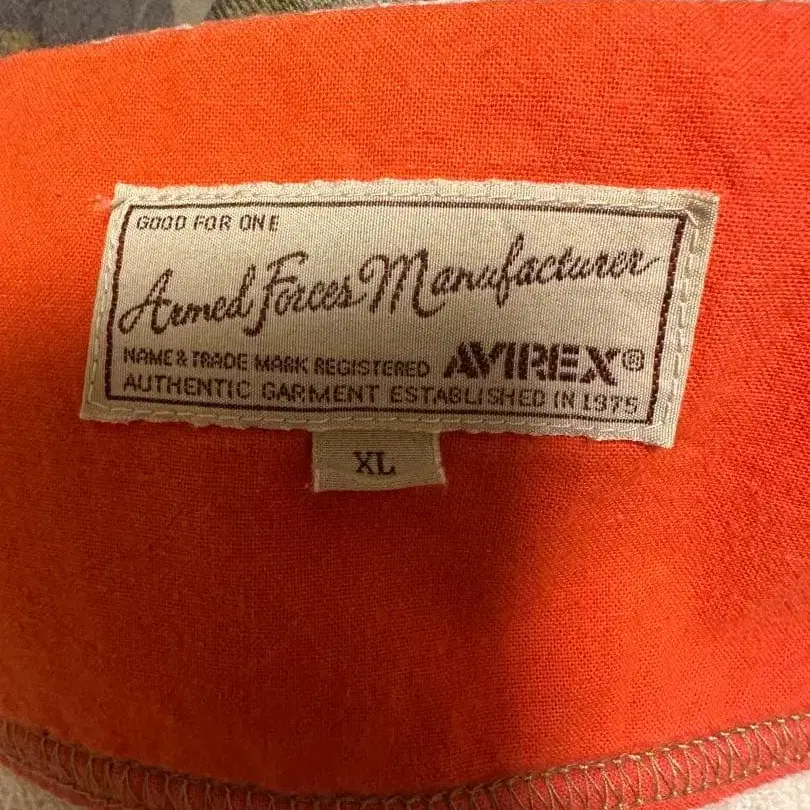 GOOD FOR ONE
Armed Forces Manufacturer
NAME & TRADE MARK REGISTERED AVIREX®
AUTHENTIC GARMENT ESTABLISHED IN 1975
XL